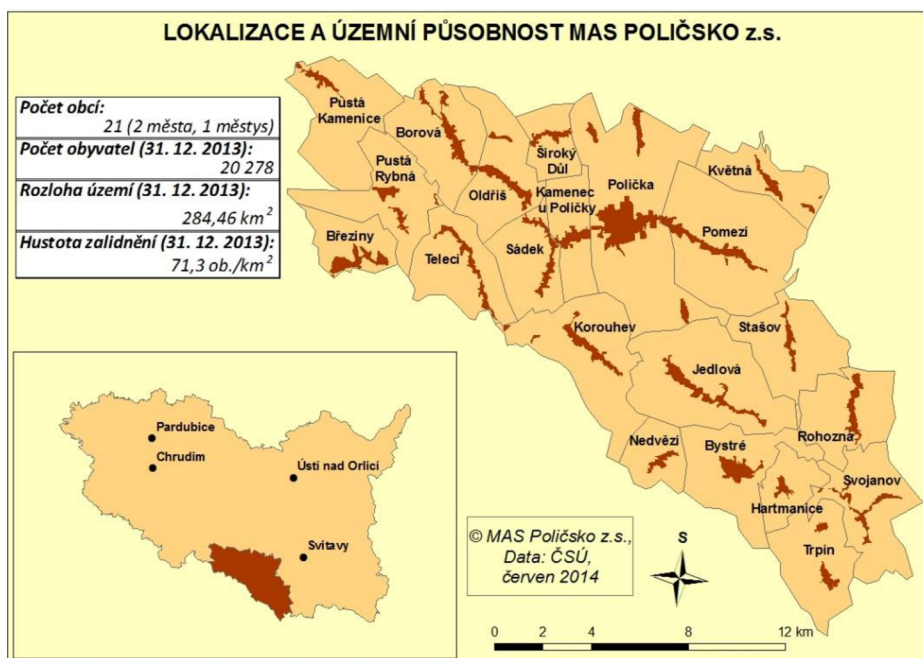 LOKALIZACE A ÚZEMNÍ PŮSOBNOST MAS POLIČSKO z.s.
Počet obcí:
21 (2 města, 1 městys)
Počet obyvatel (31. 12. 2013):
20 278
Rozloha území (31. 12. 2013):
284,46 km²
Hustota zalidnění (31. 12. 2013):
71,3 ob./km²
Pustá
Kamenice
Borová
Široký
Důl
Pustá
Rybná
Oldřiš
Kamenec
u Poličky
Polička
Květná
Březiny
Telecí
Sádek
Pomezí
Korouhev
Stašov
Jedlová
Nedvězí
Bystré
Rohozná
Svojanov
Hartmanice
Trpín
Pardubice
Chrudim
Ústí nad Orlicí
Svitavy
© MAS Poličsko z.s.,
Data: ČSÚ,
červen 2014
S
0 2 4 8 12 km